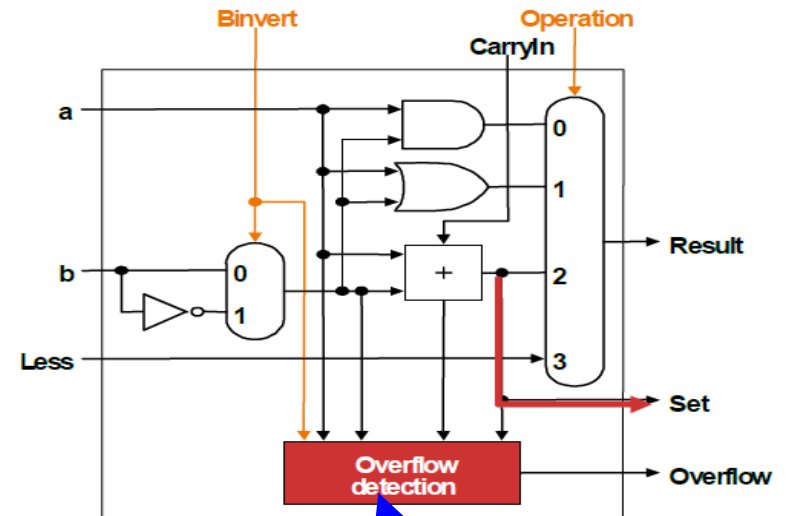 Binvert
Operation
CarryIn
a
0
1
Result
b
0
+
2
1
Less
3
Set
Overflow
detection
Overflow